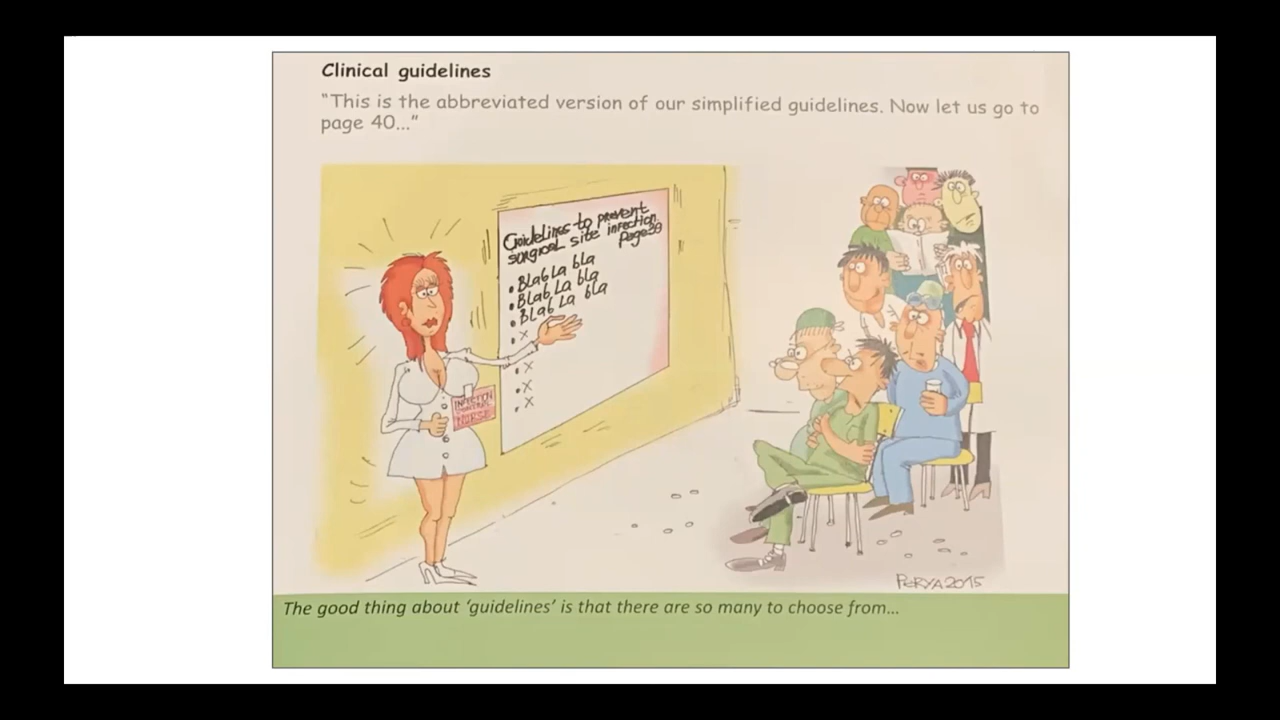 Clinical guidelines
"This is the abbreviated version of our simplified guidelines. Now let us go to
page 40..."
Guidelines to prevent
surgical site infection.
Page 39
• Blab La bla
• Blab La bla
• Blab La bla
• x
• x
• x
• x
INFECTION
CONTROL
NURSE
PERYA 2015
The good thing about 'guidelines' is that there are so many to choose from...